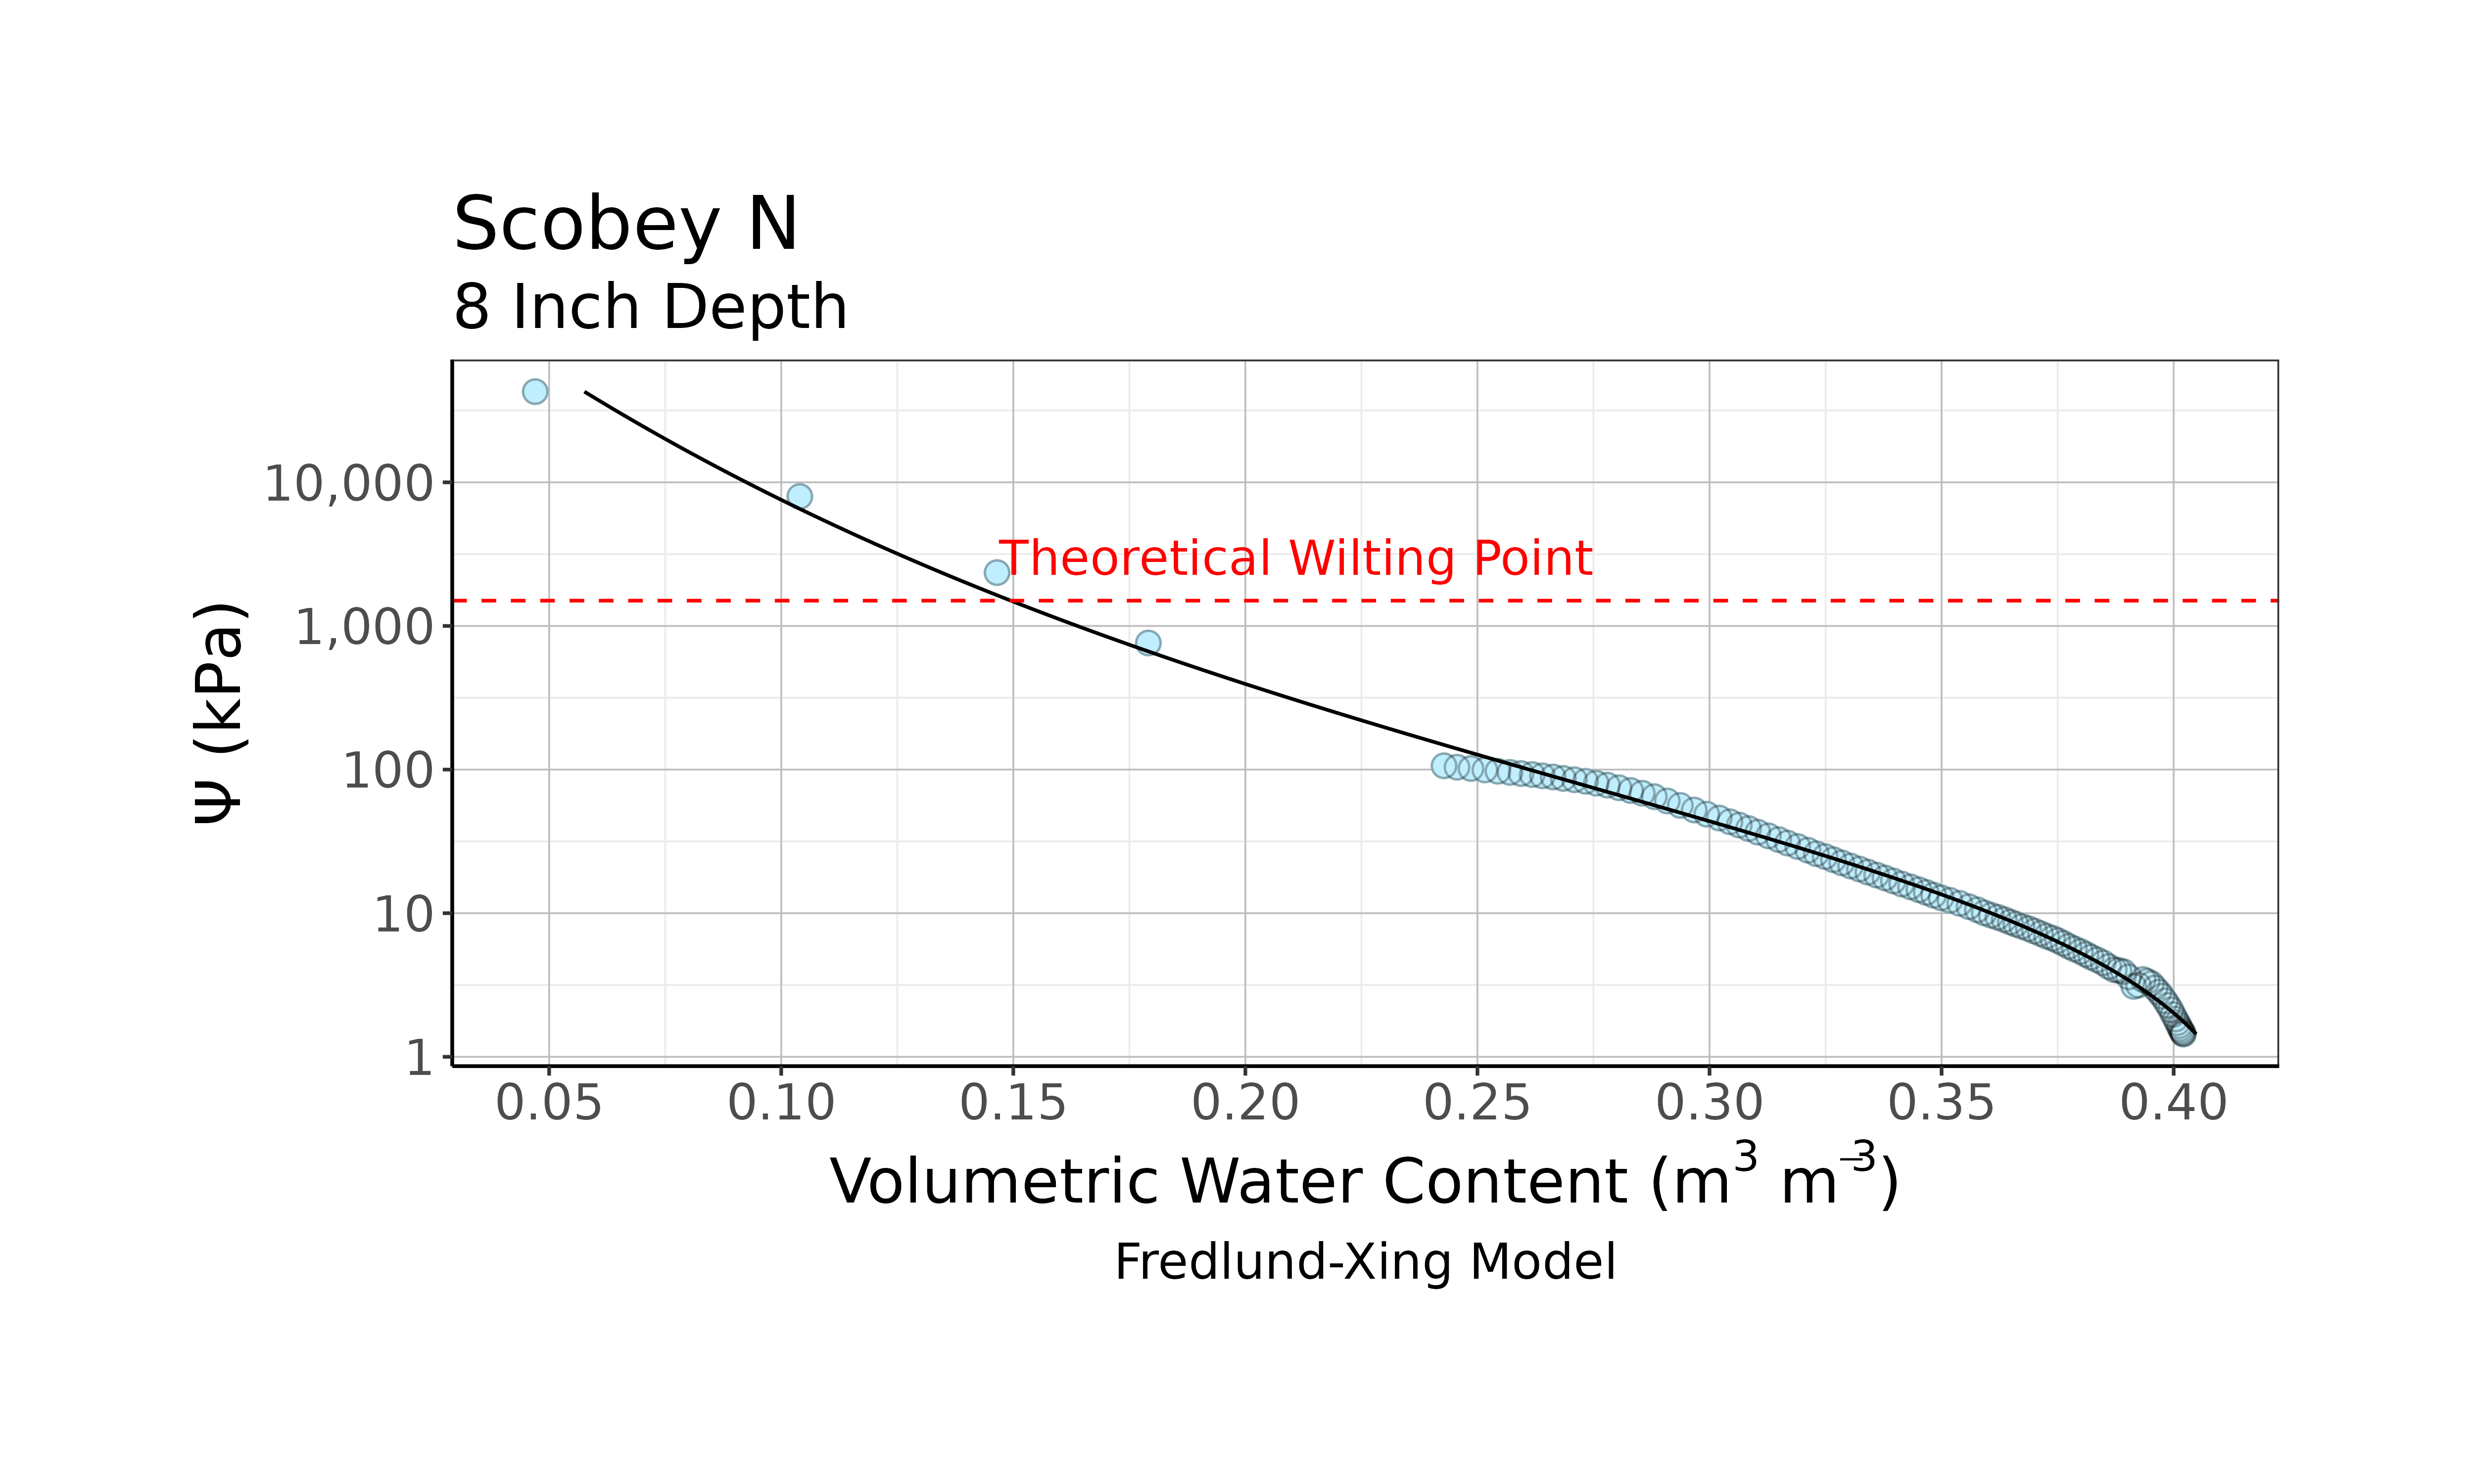 Scobey N
8 Inch Depth
10,000
Theoretical Wilting Point
1,000
100
10
1
Ψ (kPa)
0.05 0.10 0.15 0.20 0.25 0.30 0.35 0.40
Volumetric Water Content (m³ m⁻³)
Fredlund-Xing Model